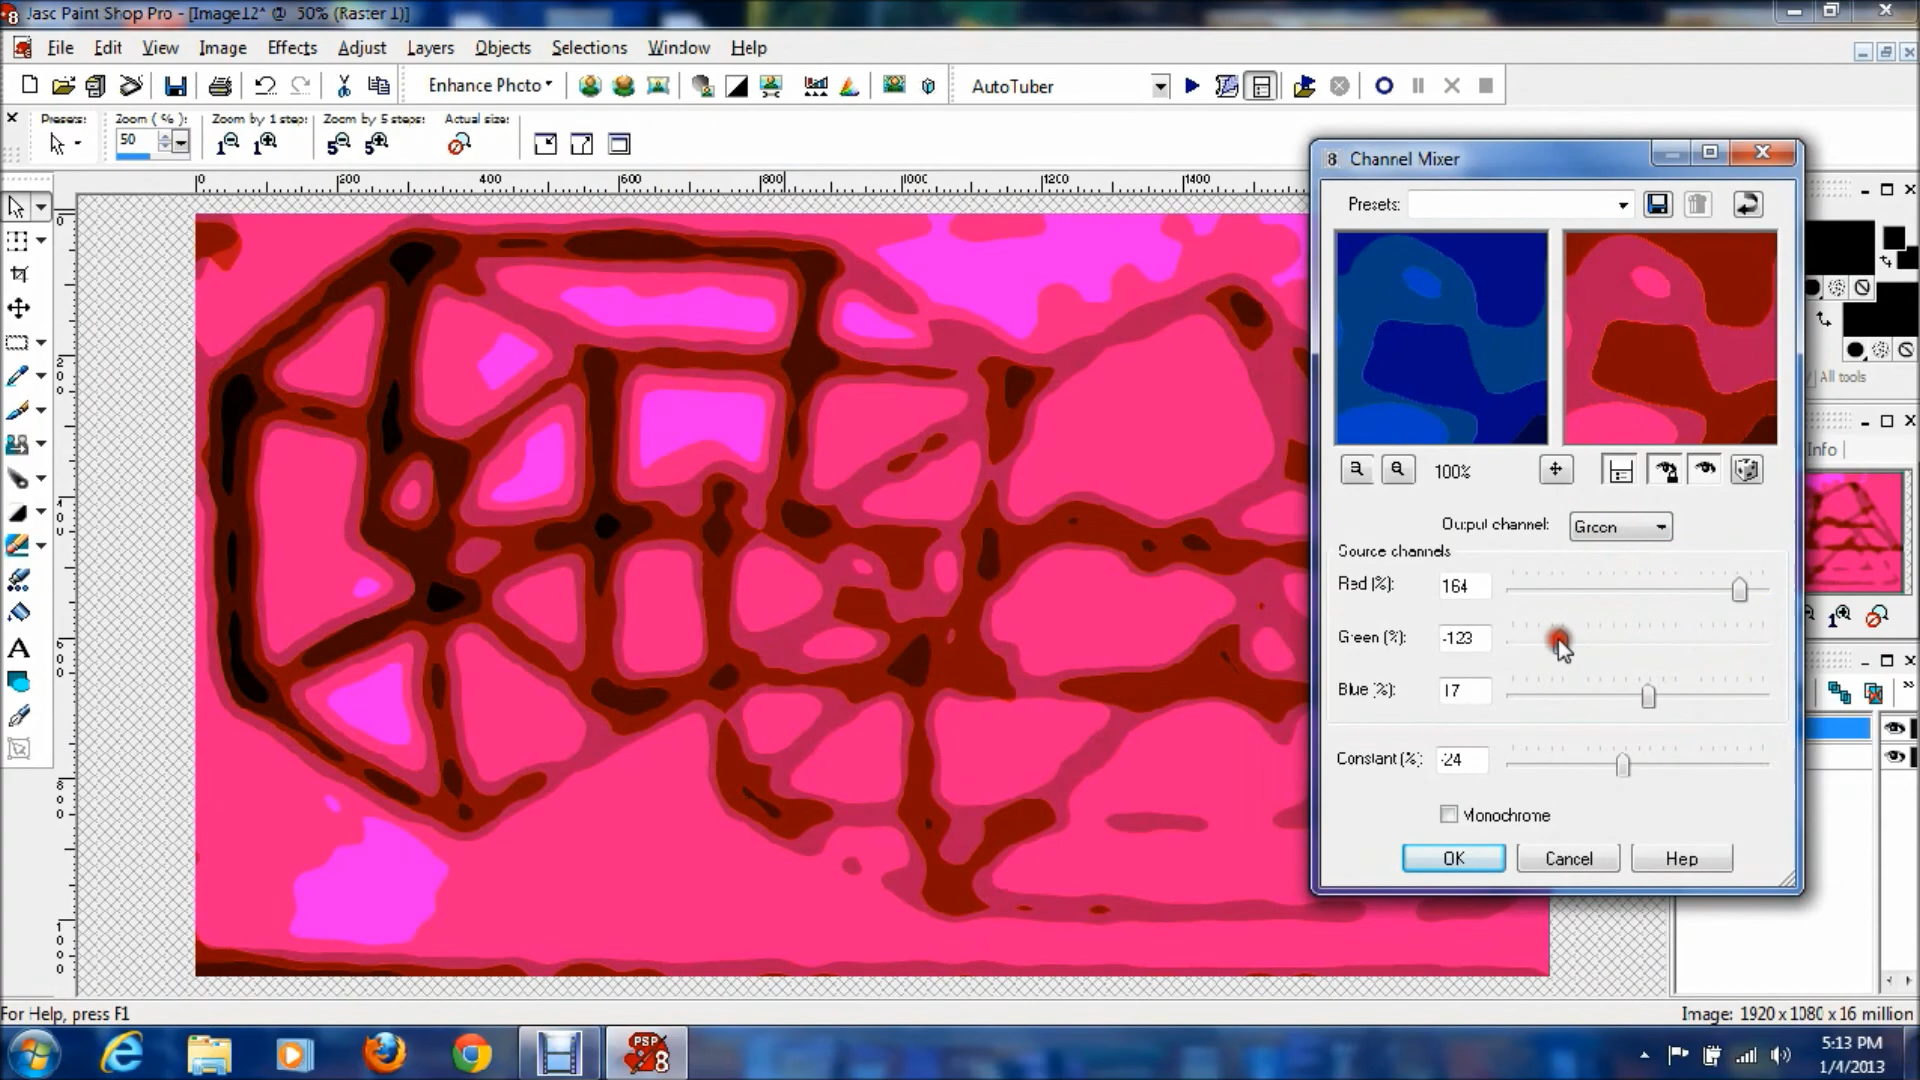 Jasc Paint Shop Pro - [Image12* @ 50% (Raster 1)]
File Edit View Image Effects Adjust Layers Objects Selections Window Help
Enhance Photo
AutoTuber
Presets: Zoom ( % ): Zoom by 1 step: Zoom by 5 steps: Actual size:
50
0 200 400 600 800 1000 1200 1400
8 Channel Mixer
Presets:
All tools
Info
100%
Output channel: Green
Source channels
Red (%): 164
Green (%): -123
Blue (%): 17
Constant (%): -24
Monochrome
OK Cancel Help
For Help, press F1
Image: 1920 x 1080 x 16 million
PSP 8
5:13 PM
1/4/2013